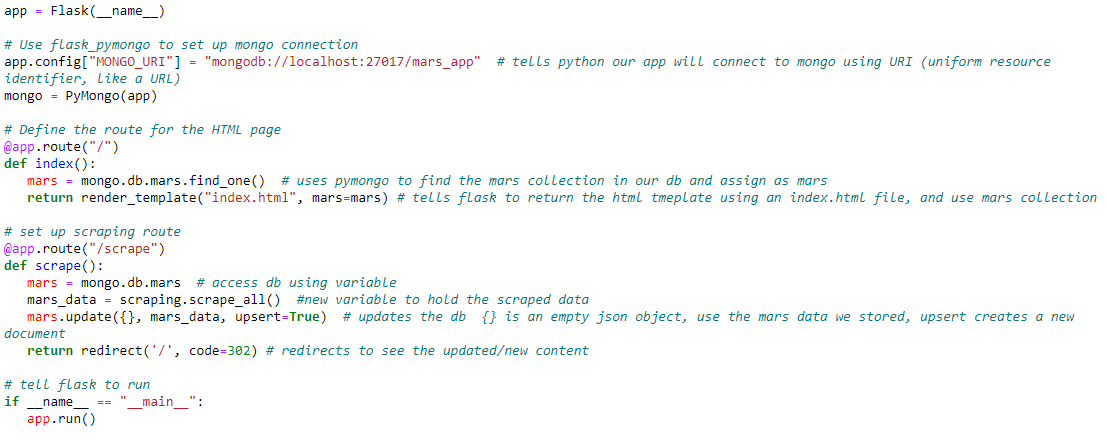 app = Flask(__name__)
# Use flask_pymongo to set up mongo connection
app.config["MONGO_URI"] = "mongodb://localhost:27017/mars_app"  # tells python our app will connect to mongo using URI (uniform resource
identifier, like a URL)
mongo = PyMongo(app)
# Define the route for the HTML page
@app.route("/")
def index():
   mars = mongo.db.mars.find_one()  # uses pymongo to find the mars collection in our db and assign as mars
   return render_template("index.html", mars=mars) # tells flask to return the html tmeplate using an index.html file, and use mars collection
# set up scraping route
@app.route("/scrape")
def scrape():
   mars = mongo.db.mars  # access db using variable
   mars_data = scraping.scrape_all()  #new variable to hold the scraped data
   mars.update({}, mars_data, upsert=True)  # updates the db  {} is an empty json object, use the mars data we stored, upsert creates a new
document
   return redirect('/', code=302) # redirects to see the updated/new content
# tell flask to run
if __name__ == "__main__":
   app.run()